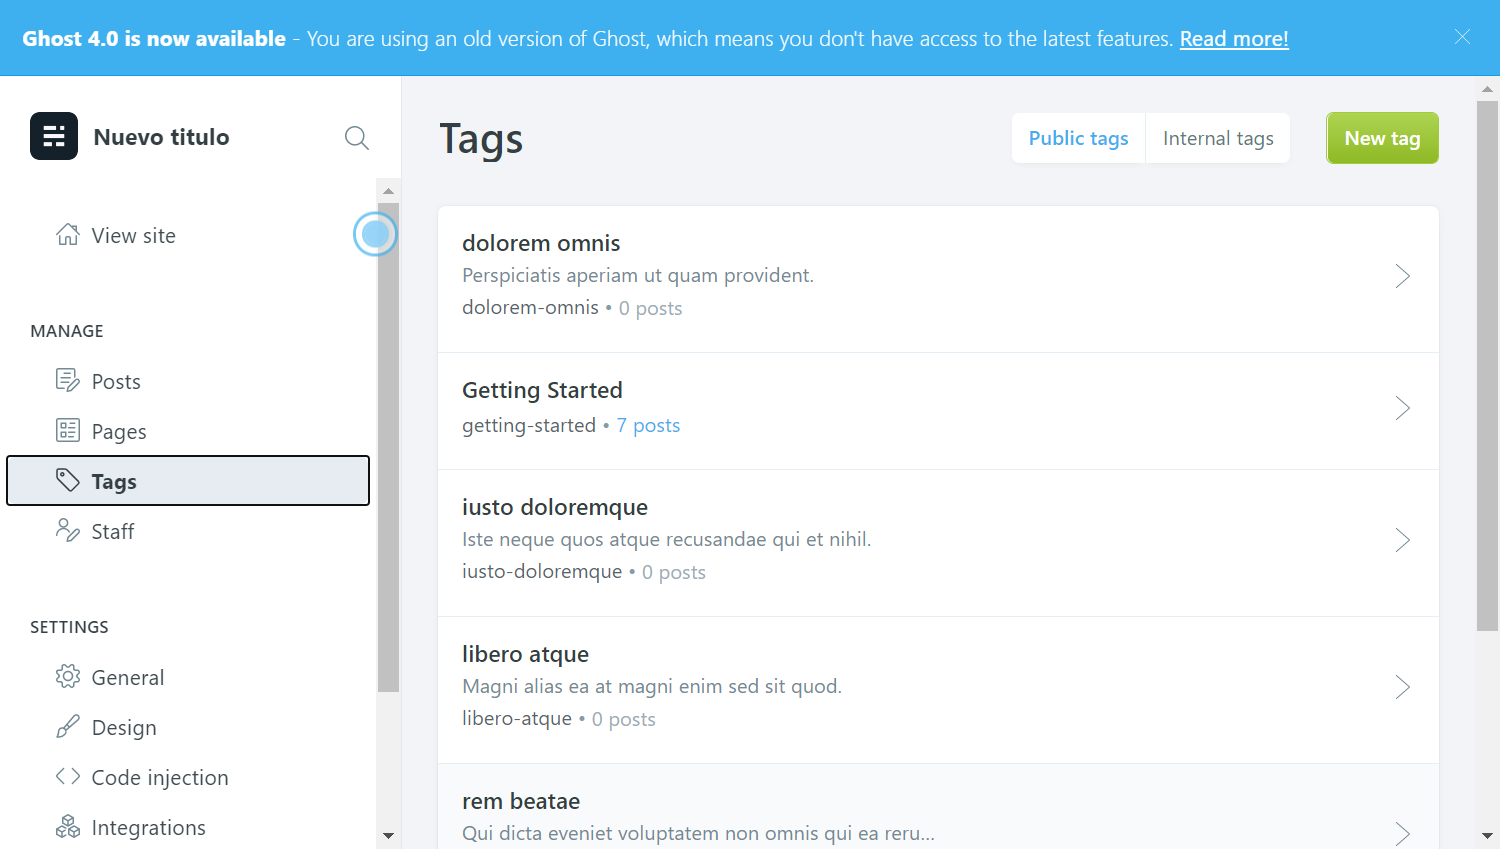 Ghost 4.0 is now available - You are using an old version of Ghost, which means you don't have access to the latest features. Read more!
Nuevo titulo
View site
MANAGE
Posts
Pages
Tags
Staff
SETTINGS
General
Design
Code injection
Integrations
Tags
Public tags
Internal tags
New tag
dolorem omnis
Perspiciatis aperiam ut quam provident.
dolorem-omnis • 0 posts
Getting Started
getting-started • 7 posts
iusto doloremque
Iste neque quos atque recusandae qui et nihil.
iusto-doloremque • 0 posts
libero atque
Magni alias ea at magni enim sed sit quod.
libero-atque • 0 posts
rem beatae
Qui dicta eveniet voluptatem non omnis qui ea reru...